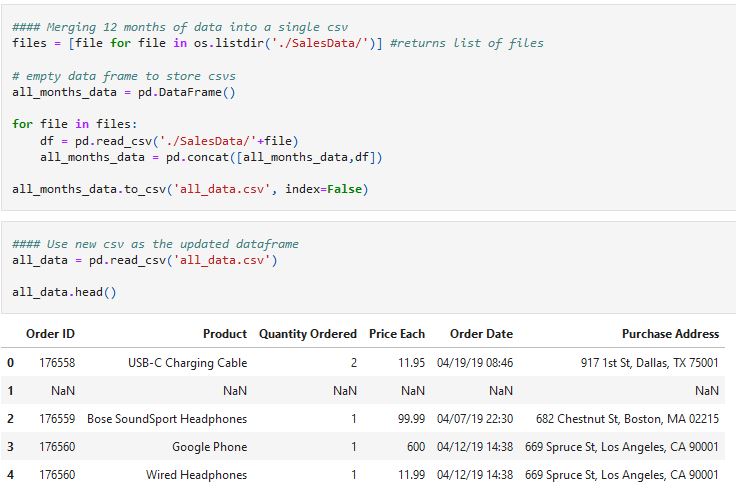 #### Merging 12 months of data into a single csv
files = [file for file in os.listdir('./SalesData/')] #returns list of files
# empty data frame to store csvs
all_months_data = pd.DataFrame()
for file in files:
    df = pd.read_csv('./SalesData/'+file)
    all_months_data = pd.concat([all_months_data,df])
all_months_data.to_csv('all_data.csv', index=False)
#### Use new csv as the updated dataframe
all_data = pd.read_csv('all_data.csv')
all_data.head()
Order ID Product Quantity Ordered Price Each Order Date Purchase Address
0 176558 USB-C Charging Cable 2 11.95 04/19/19 08:46 917 1st St, Dallas, TX 75001
1 NaN NaN NaN NaN NaN NaN
2 176559 Bose SoundSport Headphones 1 99.99 04/07/19 22:30 682 Chestnut St, Boston, MA 02215
3 176560 Google Phone 1 600 04/12/19 14:38 669 Spruce St, Los Angeles, CA 90001
4 176560 Wired Headphones 1 11.99 04/12/19 14:38 669 Spruce St, Los Angeles, CA 90001